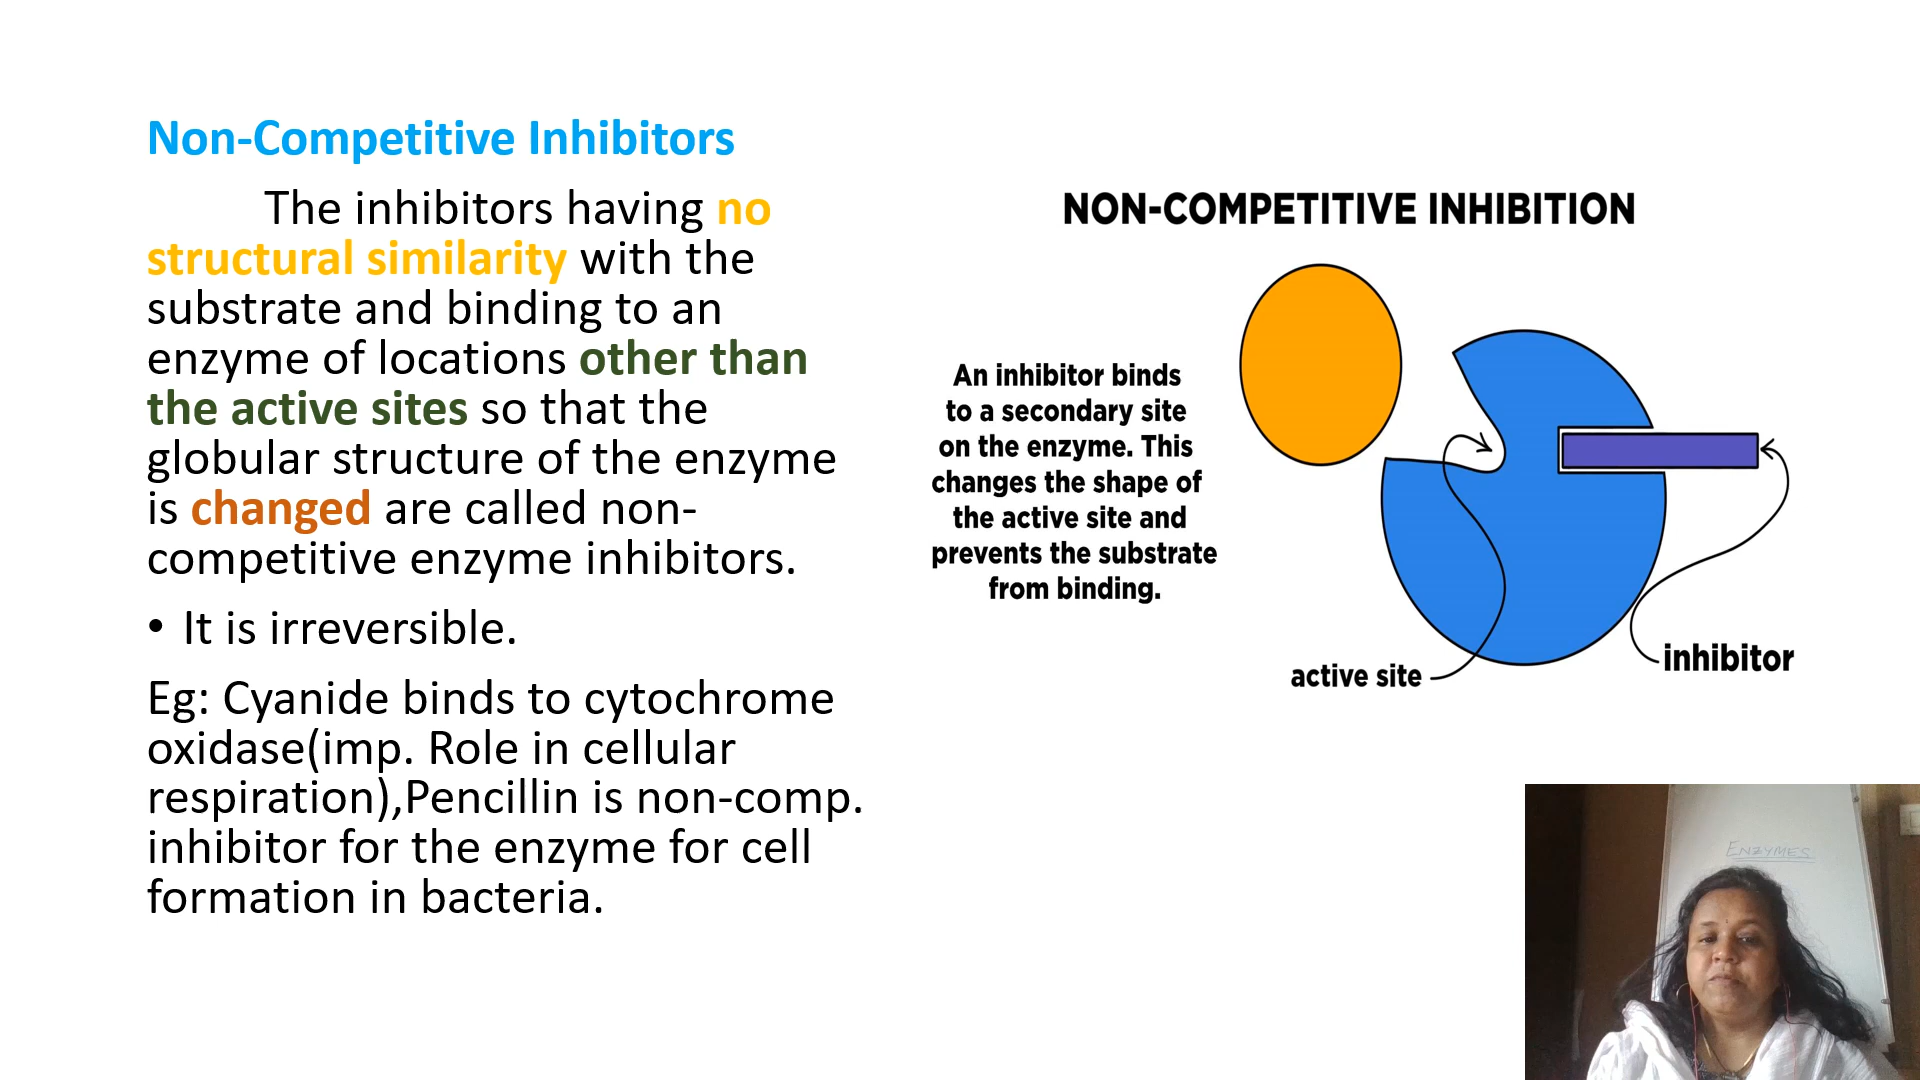 Non-Competitive Inhibitors
The inhibitors having no
structural similarity with the
substrate and binding to an
enzyme of locations other than
the active sites so that the
globular structure of the enzyme
is changed are called non-
competitive enzyme inhibitors.
• It is irreversible.
Eg: Cyanide binds to cytochrome
oxidase(imp. Role in cellular
respiration),Pencillin is non-comp.
inhibitor for the enzyme for cell
formation in bacteria.
NON-COMPETITIVE INHIBITION
An inhibitor binds
to a secondary site
on the enzyme. This
changes the shape of
the active site and
prevents the substrate
from binding.
active site
inhibitor
ENZYMES